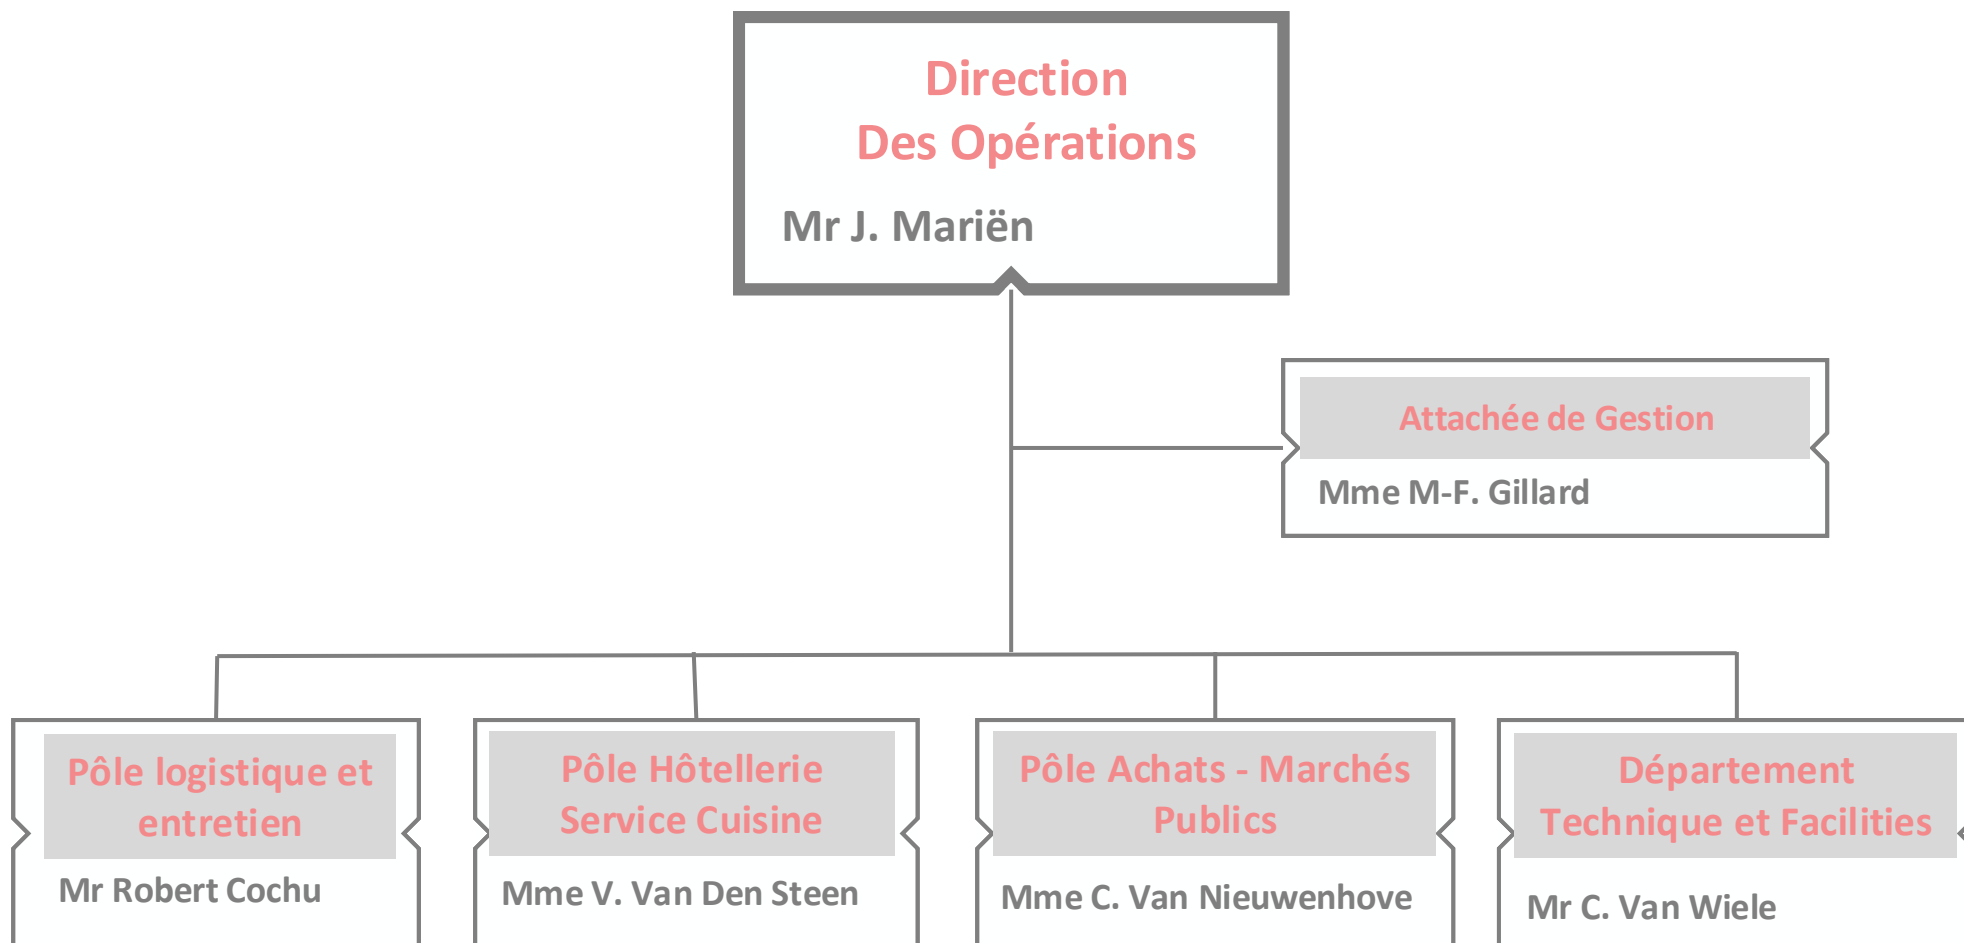 Direction
Des Opérations
Mr J. Mariën
Attachée de Gestion
Mme M-F. Gillard
Pôle logistique et
entretien
Mr Robert Cochu
Pôle Hôtellerie
Service Cuisine
Mme V. Van Den Steen
Pôle Achats - Marchés
Publics
Mme C. Van Nieuwenhove
Département
Technique et Facilities
Mr C. Van Wiele